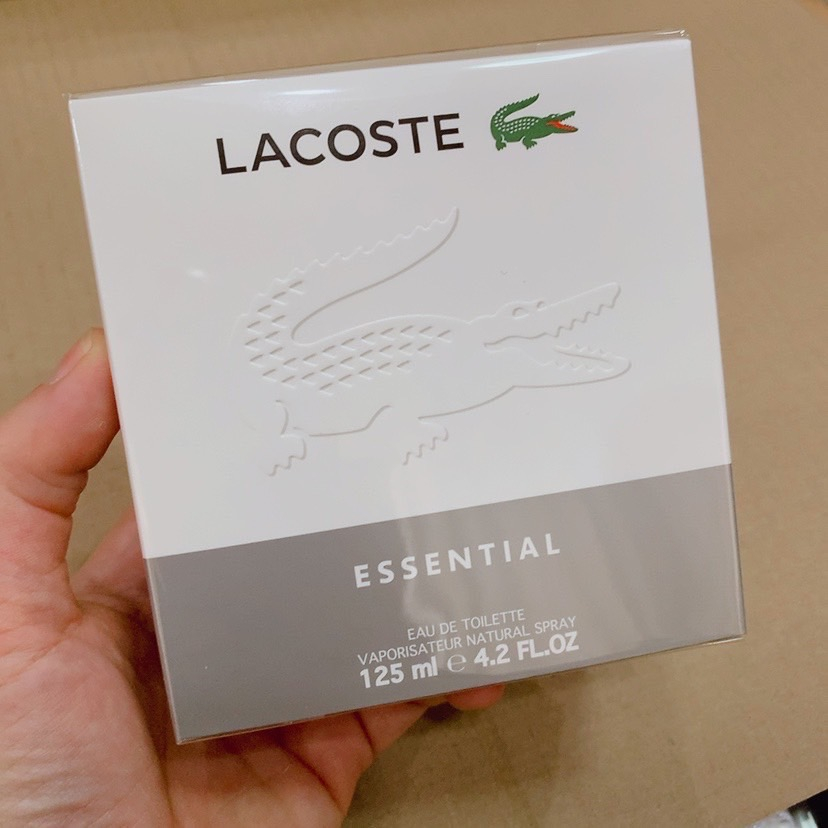 LACOSTE
ESSENTIAL
EAU DE TOILETTE
VAPORISATEUR NATURAL SPRAY
125 ml ℮ 4.2 FL.OZ